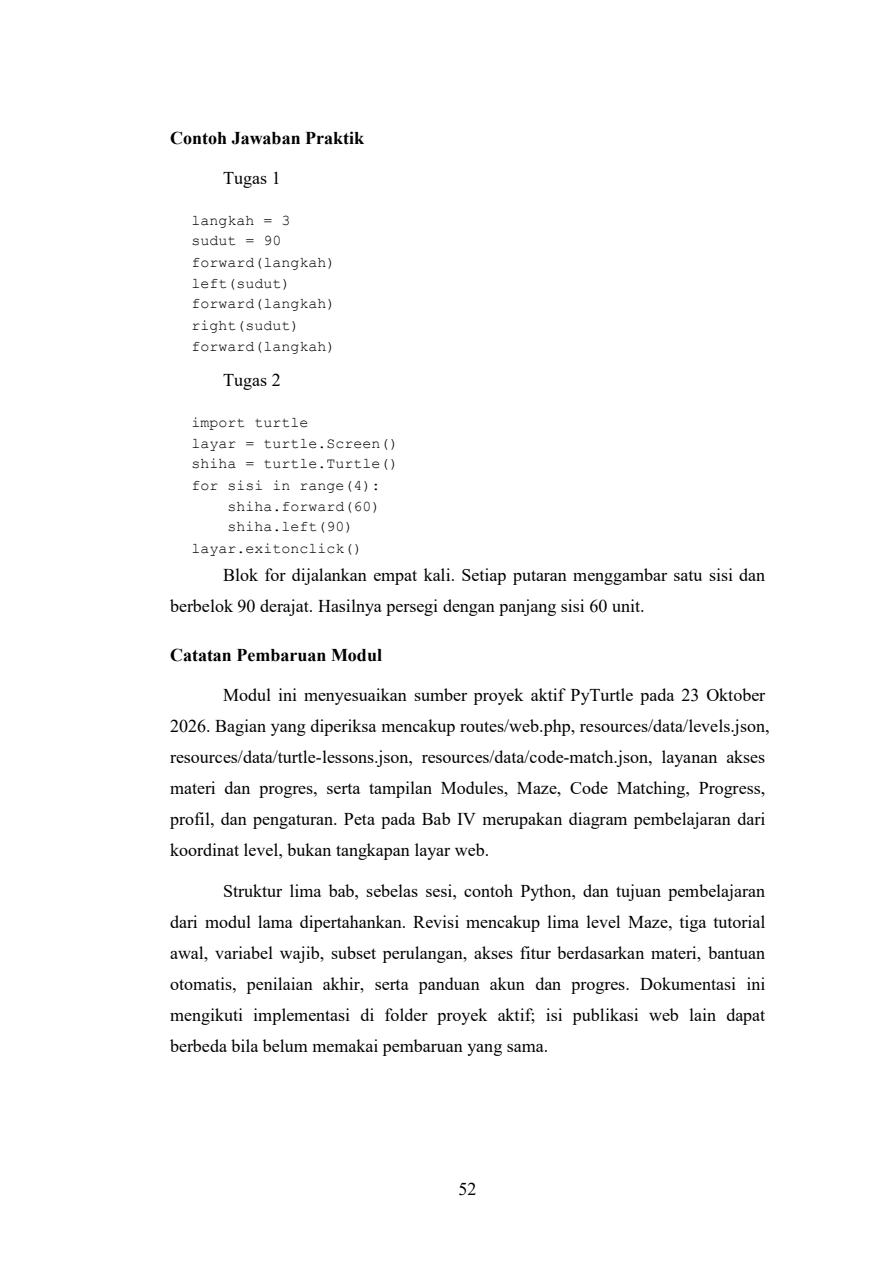 Contoh Jawaban Praktik
Tugas 1
langkah = 3
sudut = 90
forward(langkah)
left(sudut)
forward(langkah)
right(sudut)
forward(langkah)
Tugas 2
import turtle
layar = turtle.Screen()
shiha = turtle.Turtle()
for sisi in range(4):
    shiha.forward(60)
    shiha.left(90)
layar.exitonclick()
Blok for dijalankan empat kali. Setiap putaran menggambar satu sisi dan
berbelok 90 derajat. Hasilnya persegi dengan panjang sisi 60 unit.
Catatan Pembaruan Modul
Modul ini menyesuaikan sumber proyek aktif PyTurtle pada 23 Oktober
2026. Bagian yang diperiksa mencakup routes/web.php, resources/data/levels.json,
resources/data/turtle-lessons.json, resources/data/code-match.json, layanan akses
materi dan progres, serta tampilan Modules, Maze, Code Matching, Progress,
profil, dan pengaturan. Peta pada Bab IV merupakan diagram pembelajaran dari
koordinat level, bukan tangkapan layar web.
Struktur lima bab, sebelas sesi, contoh Python, dan tujuan pembelajaran
dari modul lama dipertahankan. Revisi mencakup lima level Maze, tiga tutorial
awal, variabel wajib, subset perulangan, akses fitur berdasarkan materi, bantuan
otomatis, penilaian akhir, serta panduan akun dan progres. Dokumentasi ini
mengikuti implementasi di folder proyek aktif; isi publikasi web lain dapat
berbeda bila belum memakai pembaruan yang sama.
52